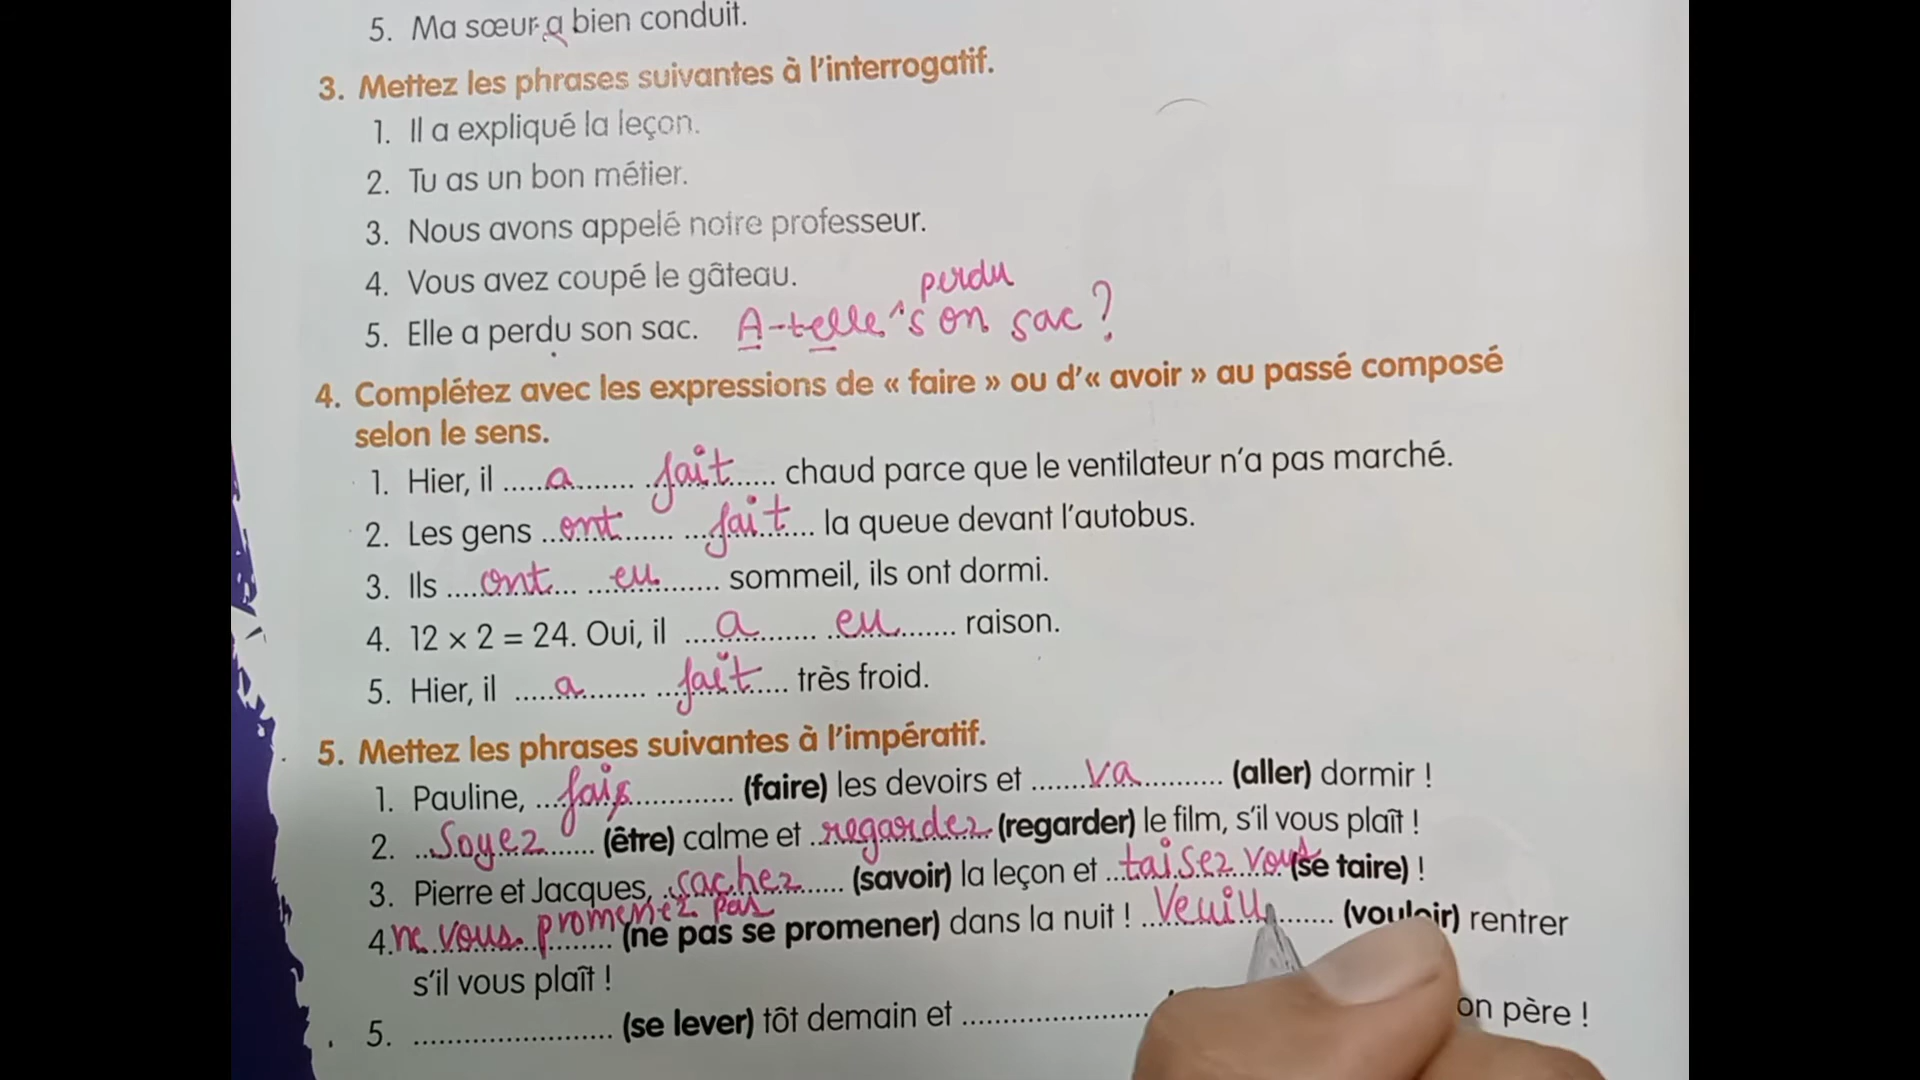 5. Ma sœur a bien conduit.
3. Mettez les phrases suivantes à l'interrogatif.
1. Il a expliqué la leçon.
2. Tu as un bon métier.
3. Nous avons appelé notre professeur.
4. Vous avez coupé le gâteau.
perdu
5. Elle a perdu son sac. A-t-elle ^ son sac ?
4. Complétez avec les expressions de « faire » ou d'« avoir » au passé composé
selon le sens.
1. Hier, il .....a........ ..fait...... chaud parce que le ventilateur n'a pas marché.
2. Les gens ...ont...... ...fait.... la queue devant l'autobus.
3. Ils ....ont... ...eu....... sommeil, ils ont dormi.
4. 12 × 2 = 24. Oui, il ....a...... ..eu...... raison.
5. Hier, il .....a........ ...fait.... très froid.
5. Mettez les phrases suivantes à l'impératif.
1. Pauline, ...fais............. (faire) les devoirs et .......va.......... (aller) dormir !
2. ..Soyez...... (être) calme et ..regardez.. (regarder) le film, s'il vous plaît !
3. Pierre et Jacques, ..sachez..... (savoir) la leçon et ...taisez vous (se taire) !
4. ne vous promenez pas (ne pas se promener) dans la nuit ! ..Veuill....... (vouloir) rentrer
s'il vous plaît !
5. ........................ (se lever) tôt demain et ......................
on père !